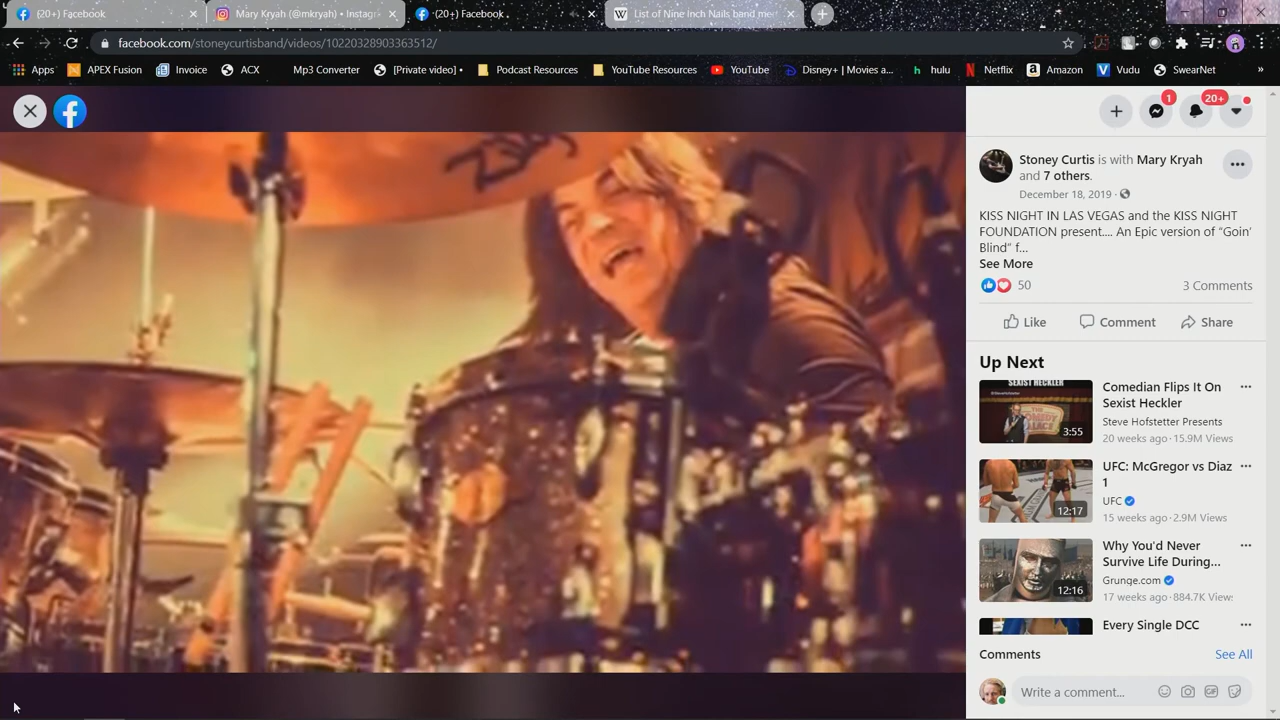 (20+) Facebook
Mary Kryah (@mkryah) • Instagr
(20+) Facebook
List of Nine Inch Nails band me
facebook.com/stoneycurtisband/videos/10220328903363512/
Apps APEX Fusion Invoice ACX Mp3 Converter [Private video] • Podcast Resources YouTube Resources YouTube Disney+ | Movies a... hulu Netflix Amazon Vudu SwearNet »
1 20+
Stoney Curtis is with Mary Kryah
and 7 others.
December 18, 2019 ·
KISS NIGHT IN LAS VEGAS and the KISS NIGHT
FOUNDATION present.... An Epic version of “Goin’
Blind” f...
See More
50 3 Comments
Like Comment Share
Up Next
SEXIST HECKLER
3:55
Comedian Flips It On
Sexist Heckler
Steve Hofstetter Presents
20 weeks ago · 15.9M Views
12:17
UFC: McGregor vs Diaz
1
UFC
15 weeks ago · 2.9M Views
12:16
Why You'd Never
Survive Life During...
Grunge.com
17 weeks ago · 884.7K Views
Every Single DCC
Comments See All
Write a comment...